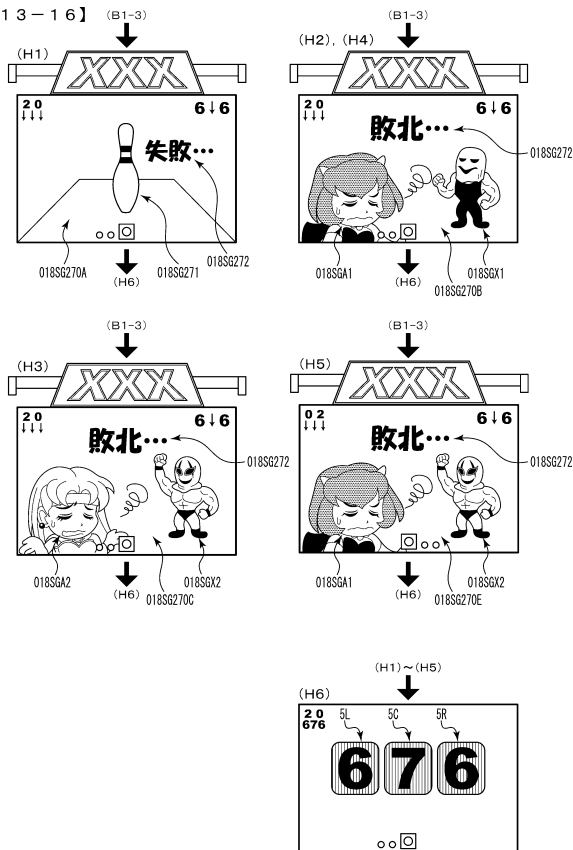 13－16】
(B1-3)
(H1)
XXX
20
↓↓↓
6↓6
失敗…
018SG272
018SG270A
018SG271
(H6)
(B1-3)
(H2), (H4)
XXX
20
↓↓↓
6↓6
敗北…
018SG272
018SGA1
018SG270B
018SGX1
(H6)
(B1-3)
(H3)
XXX
20
↓↓↓
6↓6
敗北…
018SG272
018SGA2
018SG270C
018SGX2
(H6)
(B1-3)
(H5)
XXX
02
↓↓↓
6↓6
敗北…
018SG272
018SGA1
018SG270E
018SGX2
(H6)
(H1)～(H5)
(H6)
20
676
5L
5C
5R
6 7 6